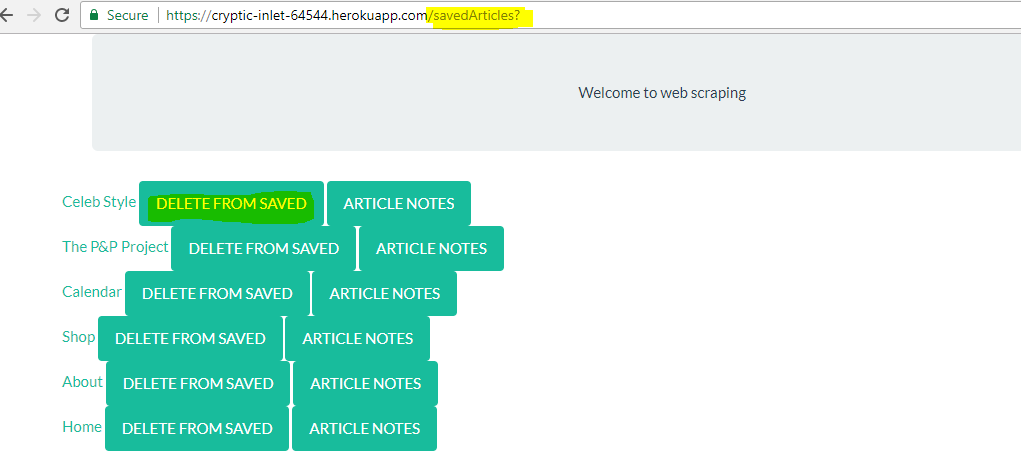 Secure https://cryptic-inlet-64544.herokuapp.com/savedArticles?
Welcome to web scraping
Celeb Style DELETE FROM SAVED ARTICLE NOTES
The P&P Project DELETE FROM SAVED ARTICLE NOTES
Calendar DELETE FROM SAVED ARTICLE NOTES
Shop DELETE FROM SAVED ARTICLE NOTES
About DELETE FROM SAVED ARTICLE NOTES
Home DELETE FROM SAVED ARTICLE NOTES